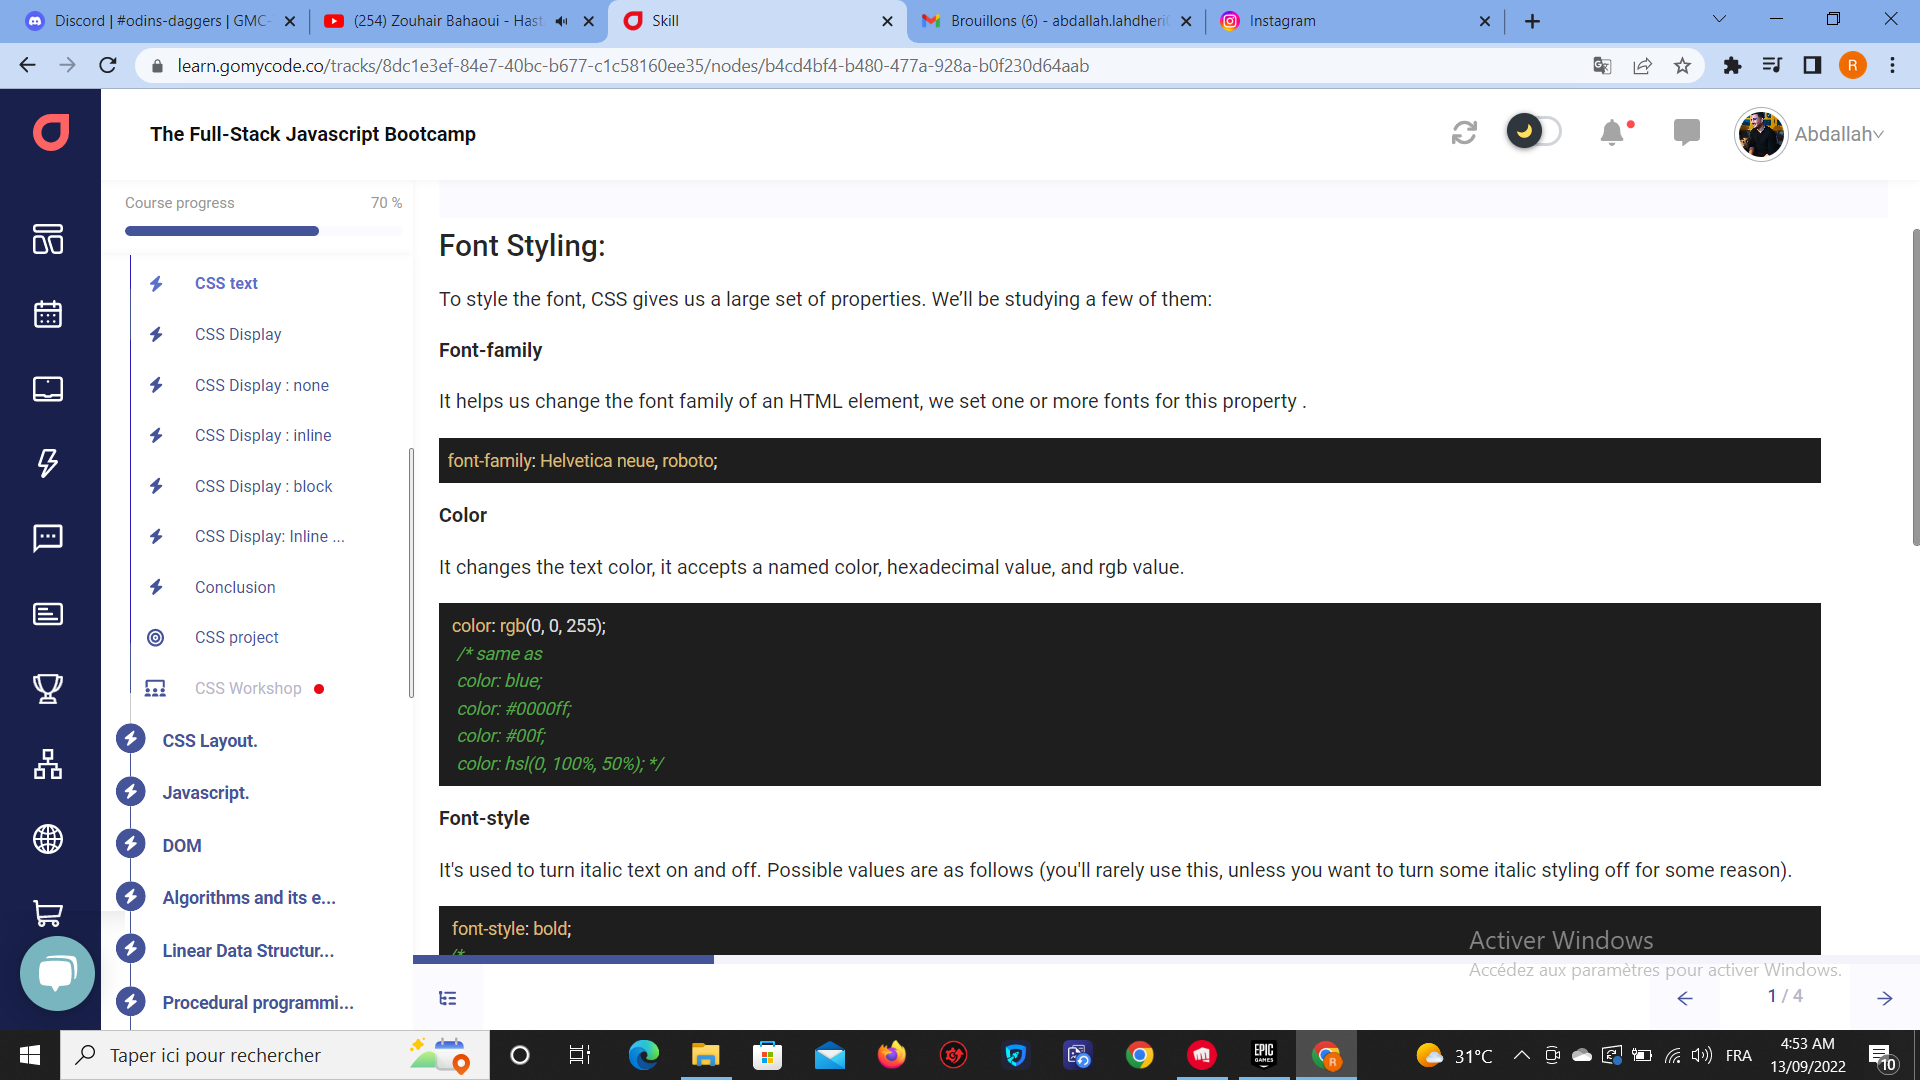 Discord | #odins-daggers | GMC-
(254) Zouhair Bahaoui - Hast
Skill
Brouillons (6) - abdallah.lahdheri
Instagram
learn.gomycode.co/tracks/8dc1e3ef-84e7-40bc-b677-c1c58160ee35/nodes/b4cd4bf4-b480-477a-928a-b0f230d64aab
R
The Full-Stack Javascript Bootcamp
Abdallah
Course progress
70 %
CSS text
CSS Display
CSS Display : none
CSS Display : inline
CSS Display : block
CSS Display: Inline ...
Conclusion
CSS project
CSS Workshop
CSS Layout.
Javascript.
DOM
Algorithms and its e...
Linear Data Structur...
Procedural programmi...
Font Styling:
To style the font, CSS gives us a large set of properties. We’ll be studying a few of them:
Font-family
It helps us change the font family of an HTML element, we set one or more fonts for this property .
font-family: Helvetica neue, roboto;
Color
It changes the text color, it accepts a named color, hexadecimal value, and rgb value.
color: rgb(0, 0, 255);
/* same as
color: blue;
color: #0000ff;
color: #00f;
color: hsl(0, 100%, 50%); */
Font-style
It's used to turn italic text on and off. Possible values are as follows (you'll rarely use this, unless you want to turn some italic styling off for some reason).
font-style: bold;
/*
Activer Windows
Accédez aux paramètres pour activer Windows.
1 / 4
Taper ici pour rechercher
EPIC
GAMES
R
31°C
FRA
4:53 AM
13/09/2022
10